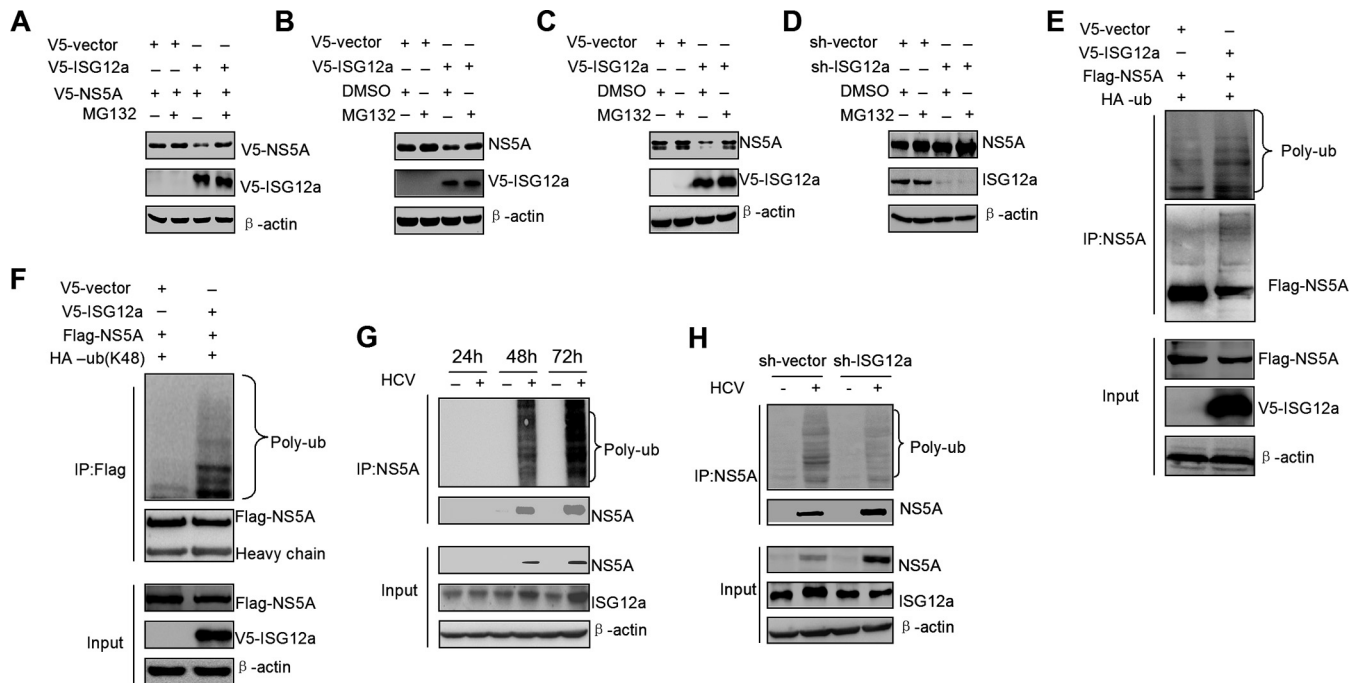 A
V5-vector + + – –
V5-ISG12a – – + +
V5-NS5A + + + +
MG132 – + – +
V5-NS5A
V5-ISG12a
β-actin
B
V5-vector + + – –
V5-ISG12a – – + +
DMSO + – + –
MG132 – + – +
NS5A
V5-ISG12a
β-actin
C
V5-vector + + – –
V5-ISG12a – – + +
DMSO + – + –
MG132 – + – +
NS5A
V5-ISG12a
β-actin
D
sh-vector + + – –
sh-ISG12a – – + +
DMSO + – + –
MG132 – + – +
NS5A
ISG12a
β-actin
E
V5-vector + –
V5-ISG12a – +
Flag-NS5A + +
HA -ub + +
Poly-ub
IP:NS5A
Flag-NS5A
Input
Flag-NS5A
V5-ISG12a
β-actin
F
V5-vector + –
V5-ISG12a – +
Flag-NS5A + +
HA –ub(K48) + +
Poly-ub
IP:Flag
Flag-NS5A
Heavy chain
Input
Flag-NS5A
V5-ISG12a
β-actin
G
24h 48h 72h
HCV – + – + – +
Poly-ub
IP:NS5A
NS5A
Input
NS5A
ISG12a
β-actin
H
sh-vector sh-ISG12a
HCV - + – +
Poly-ub
IP:NS5A
NS5A
Input
NS5A
ISG12a
β-actin